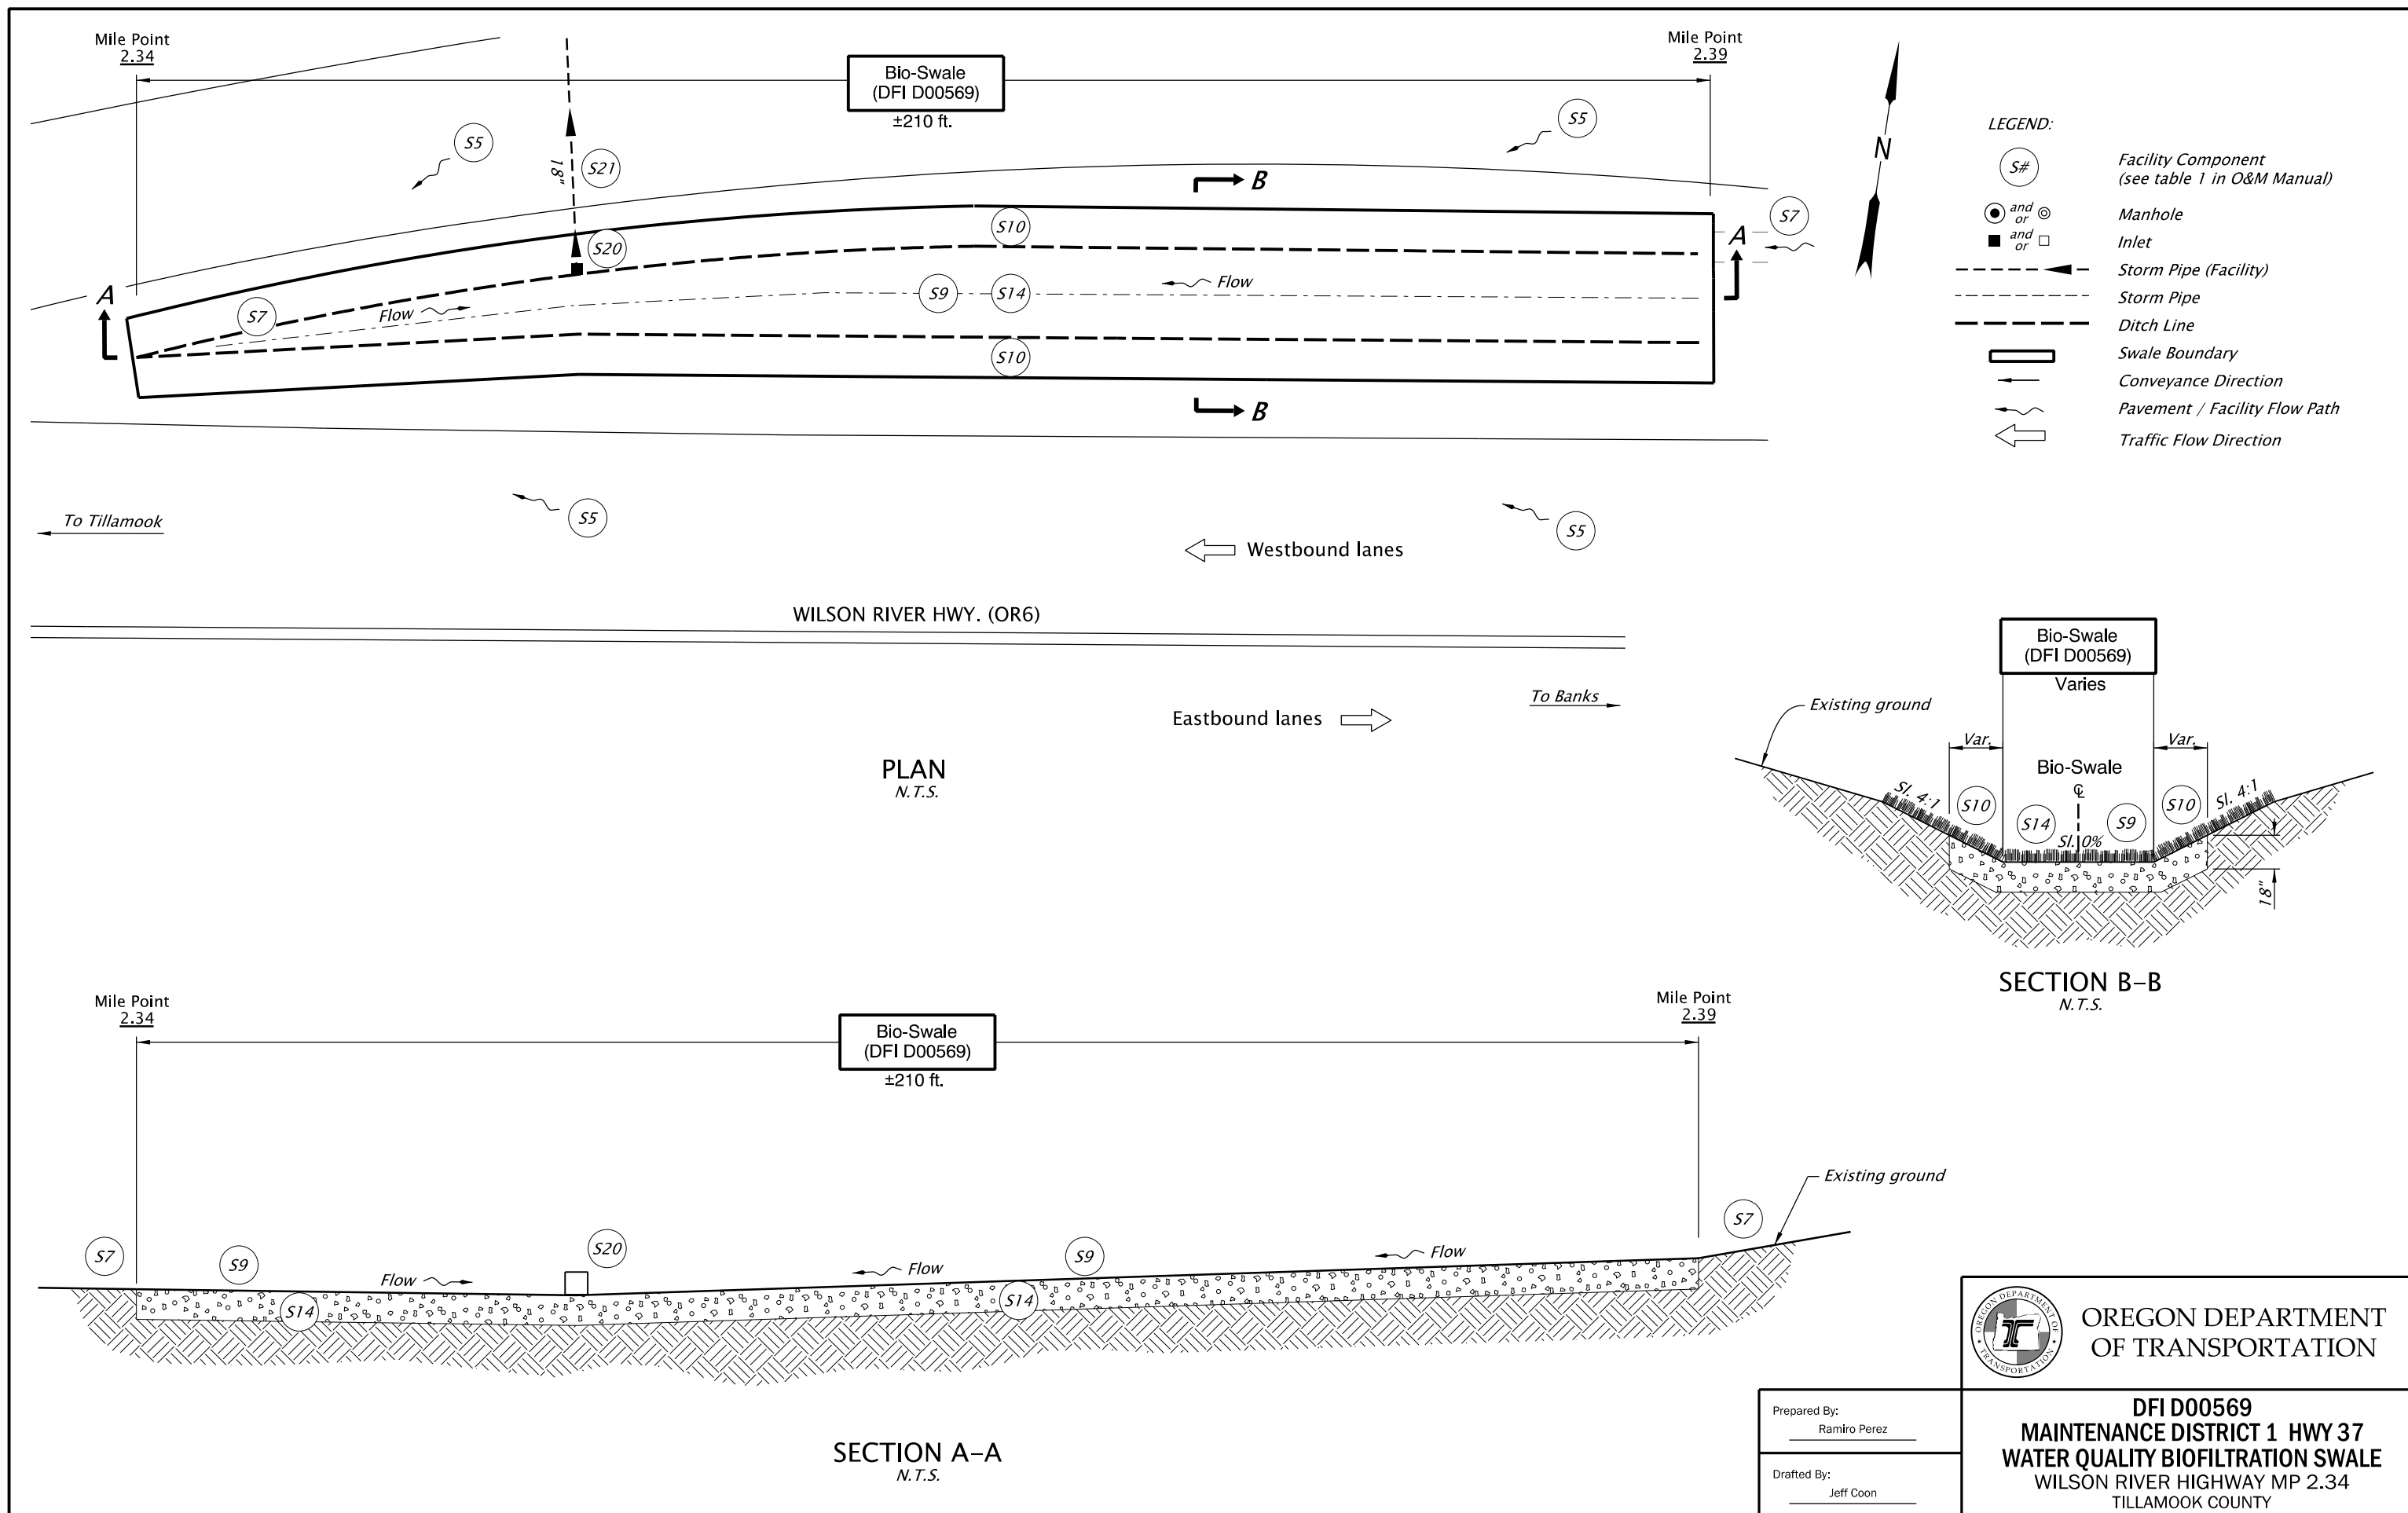 Mile Point
2.34
Bio-Swale
(DFI D00569)
±210 ft.
Mile Point
2.39
S5
S5
S21
18"
B
S20
S10
S7
A
N
A
S7
Flow
S9
S14
Flow
S10
B
S5
S5
To Tillamook
Westbound lanes
WILSON RIVER HWY. (OR6)
To Banks
Eastbound lanes
PLAN
N.T.S.
LEGEND:
S#
Facility Component
(see table 1 in O&M Manual)
and
or
Manhole
and
or
Inlet
Storm Pipe (Facility)
Storm Pipe
Ditch Line
Swale Boundary
Conveyance Direction
Pavement / Facility Flow Path
Traffic Flow Direction
Bio-Swale
(DFI D00569)
Varies
Existing ground
Var.
Var.
Bio-Swale
℄
Sl. 4:1
S10
S14
S9
S10
Sl. 4:1
Sl. 0%
18"
SECTION B-B
N.T.S.
Mile Point
2.34
Bio-Swale
(DFI D00569)
±210 ft.
Mile Point
2.39
Existing ground
S7
S9
Flow
S20
Flow
S9
Flow
S7
S14
S14
SECTION A-A
N.T.S.
OREGON DEPARTMENT OF
TRANSPORTATION
OREGON DEPARTMENT
OF TRANSPORTATION
Prepared By:
Ramiro Perez
Drafted By:
Jeff Coon
DFI D00569
MAINTENANCE DISTRICT 1 HWY 37
WATER QUALITY BIOFILTRATION SWALE
WILSON RIVER HIGHWAY MP 2.34
TILLAMOOK COUNTY